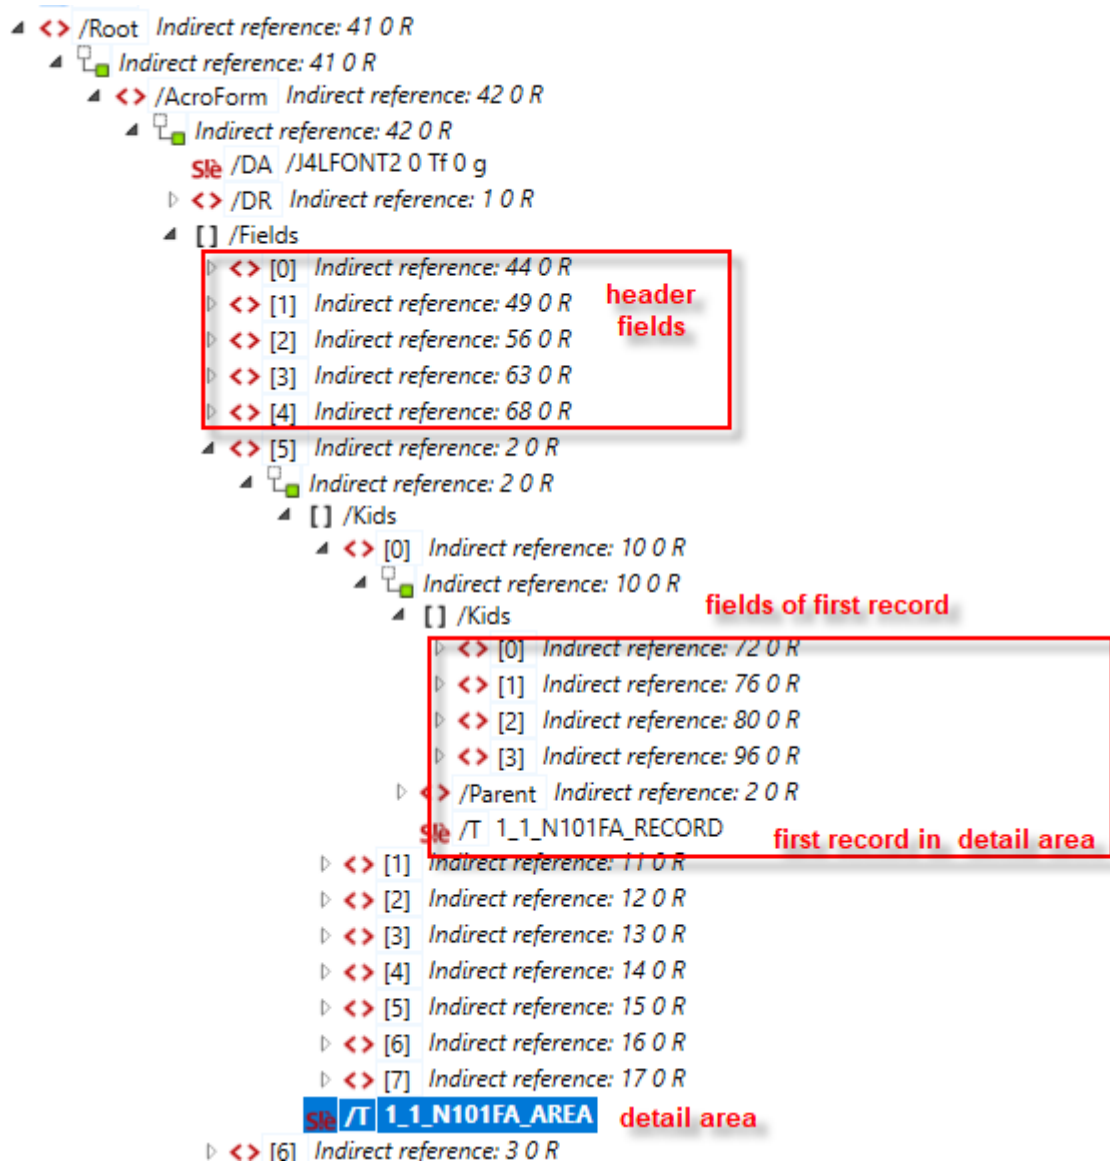 /Root Indirect reference: 41 0 R
Indirect reference: 41 0 R
/AcroForm Indirect reference: 42 0 R
Indirect reference: 42 0 R
SIè /DA /J4LFONT2 0 Tf 0 g
/DR Indirect reference: 1 0 R
[] /Fields
[0] Indirect reference: 44 0 R
[1] Indirect reference: 49 0 R header
[2] Indirect reference: 56 0 R fields
[3] Indirect reference: 63 0 R
[4] Indirect reference: 68 0 R
[5] Indirect reference: 2 0 R
Indirect reference: 2 0 R
[] /Kids
[0] Indirect reference: 10 0 R
Indirect reference: 10 0 R
fields of first record
[] /Kids
[0] Indirect reference: 72 0 R
[1] Indirect reference: 76 0 R
[2] Indirect reference: 80 0 R
[3] Indirect reference: 96 0 R
/Parent Indirect reference: 2 0 R
SIè /T 1_1_N101FA_RECORD first record in detail area
[1] Indirect reference: 11 0 R
[2] Indirect reference: 12 0 R
[3] Indirect reference: 13 0 R
[4] Indirect reference: 14 0 R
[5] Indirect reference: 15 0 R
[6] Indirect reference: 16 0 R
[7] Indirect reference: 17 0 R
SIè /T 1_1_N101FA_AREA detail area
[6] Indirect reference: 3 0 R